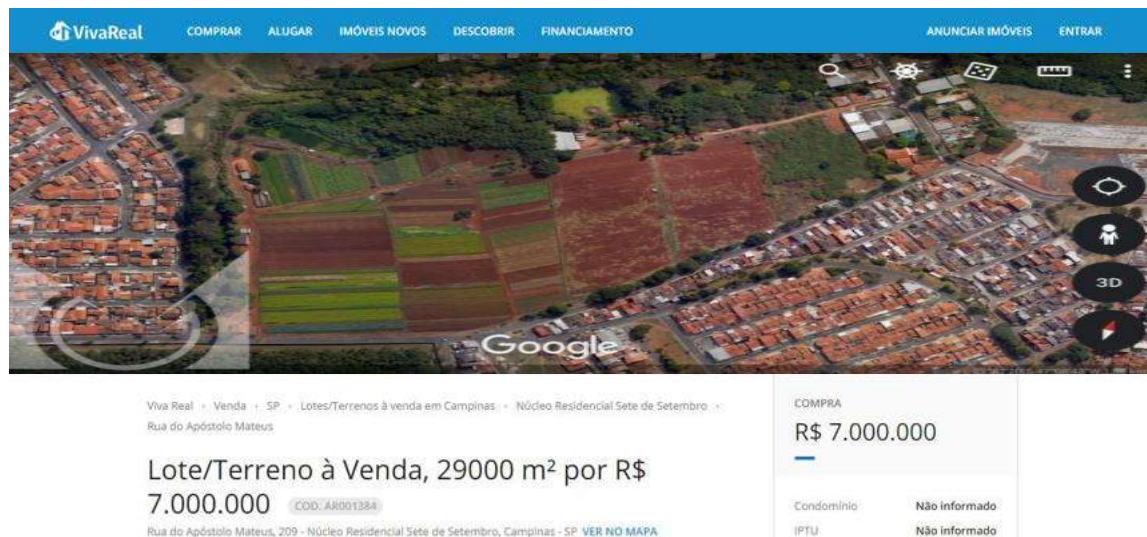 VivaReal COMPRAR ALUGAR IMÓVEIS NOVOS DESCOBRIR FINANCIAMENTO ANUNCIAR IMÓVEIS ENTRAR
3D
Google
Viva Real › Venda › SP › Lotes/Terrenos à venda em Campinas › Núcleo Residencial Sete de Setembro ›
Rua do Apóstolo Mateus
Lote/Terreno à Venda, 29000 m² por R$
7.000.000 COD. AR001384
Rua do Apóstolo Mateus, 209 - Núcleo Residencial Sete de Setembro, Campinas - SP VER NO MAPA
COMPRA
R$ 7.000.000
Condomínio Não informado
IPTU Não informado